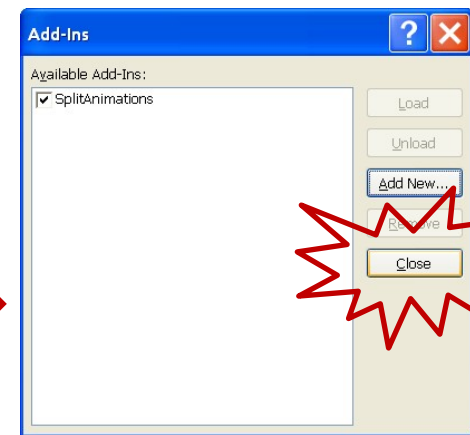 Add-Ins
Available Add-Ins:
SplitAnimations
Load
Unload
Add New...
Remove
Close